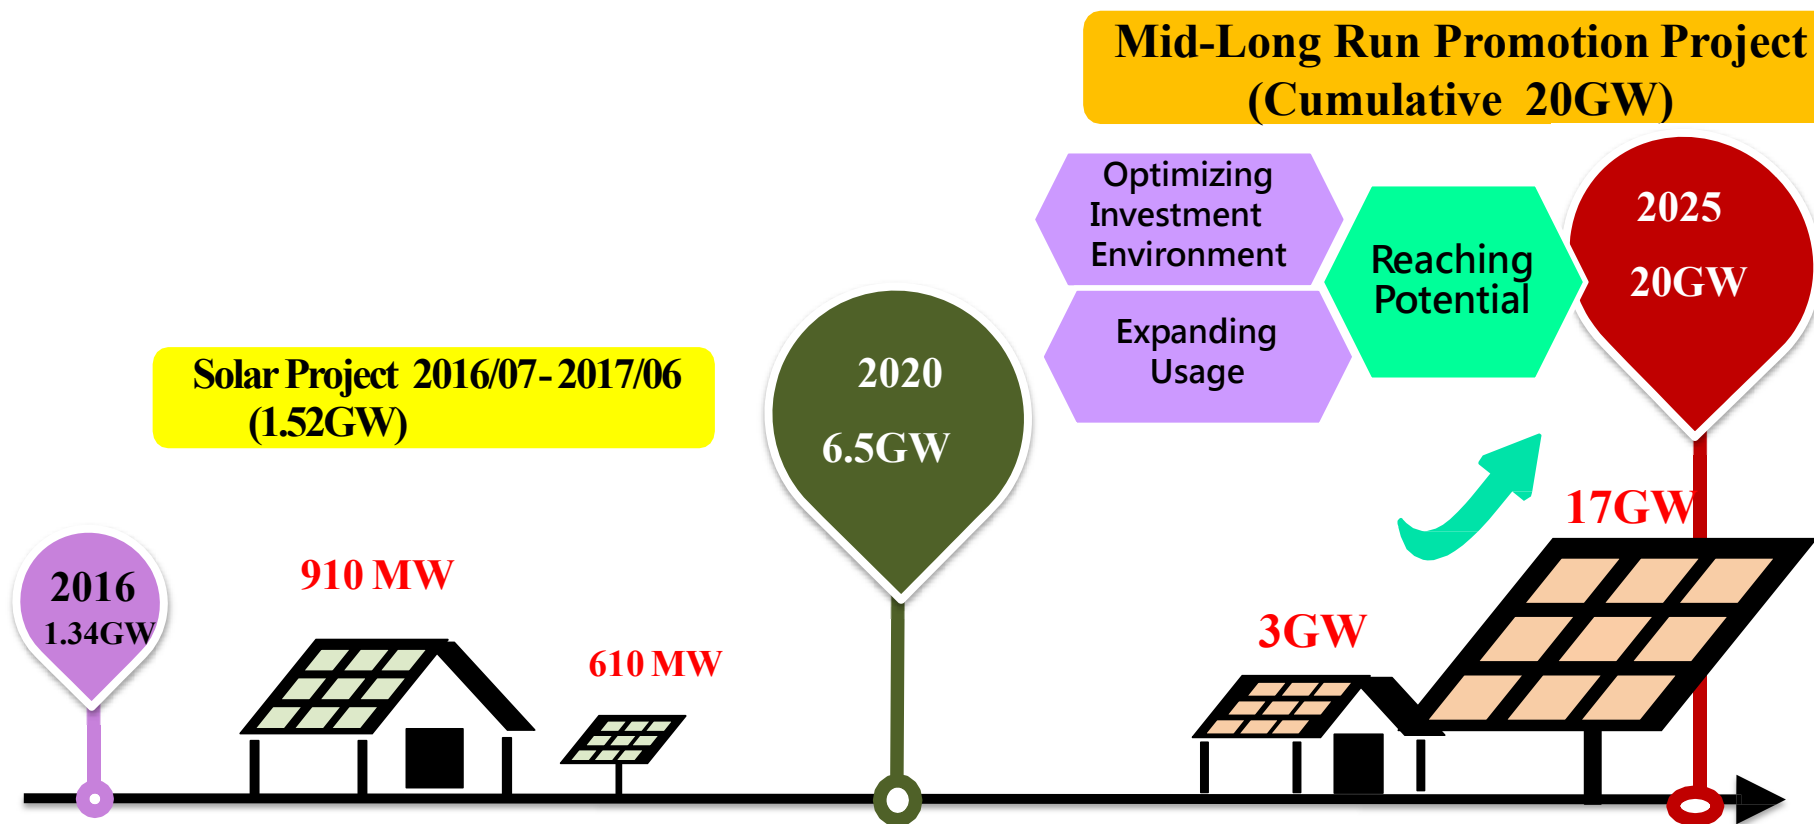 Mid-Long Run Promotion Project
(Cumulative 20GW)
Optimizing
Investment
Environment
Reaching
Potential
Expanding
Usage
2025
20GW
Solar Project 2016/07-2017/06
(1.52GW)
2020
6.5GW
2016
1.34GW
910 MW
610 MW
3GW
17GW